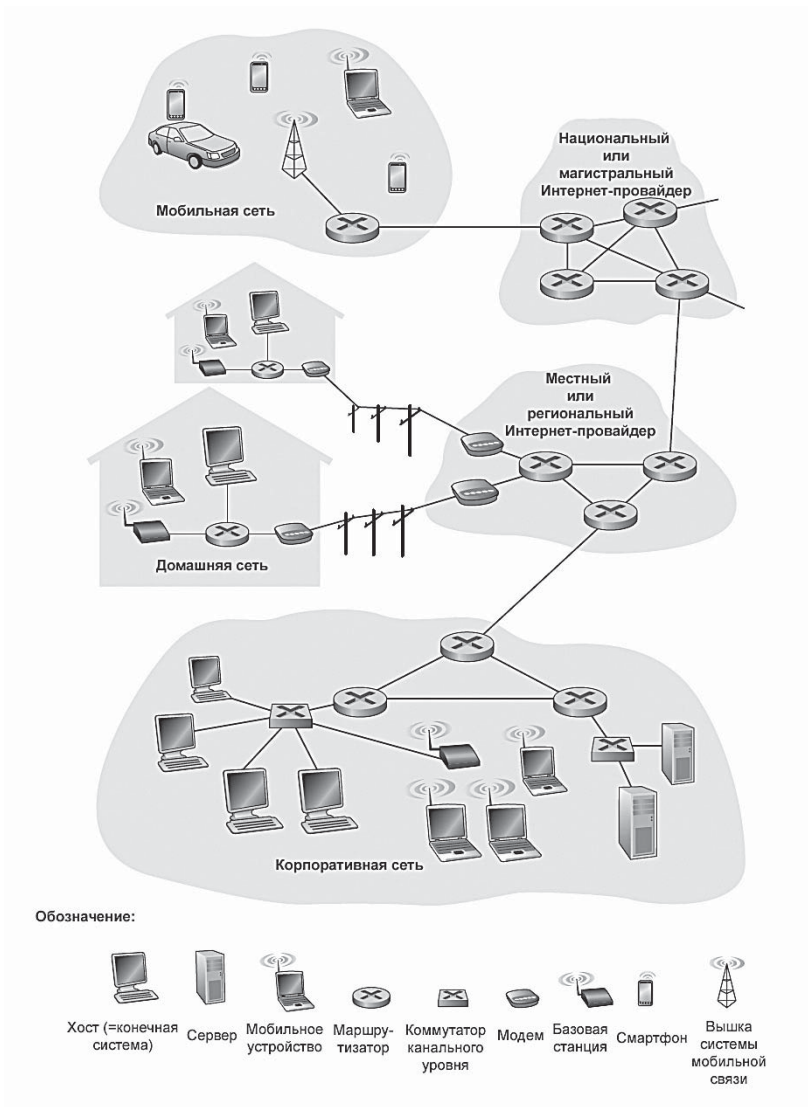 Национальный
или
магистральный
Интернет-провайдер
Мобильная сеть
Местный
или
региональный
Интернет-провайдер
Домашняя сеть
Корпоративная сеть
Обозначение:
Хост (=конечная
система)
Сервер
Мобильное
устройство
Маршру-
тизатор
Коммутатор
канального
уровня
Модем
Базовая
станция
Смартфон
Вышка
системы
мобильной
связи